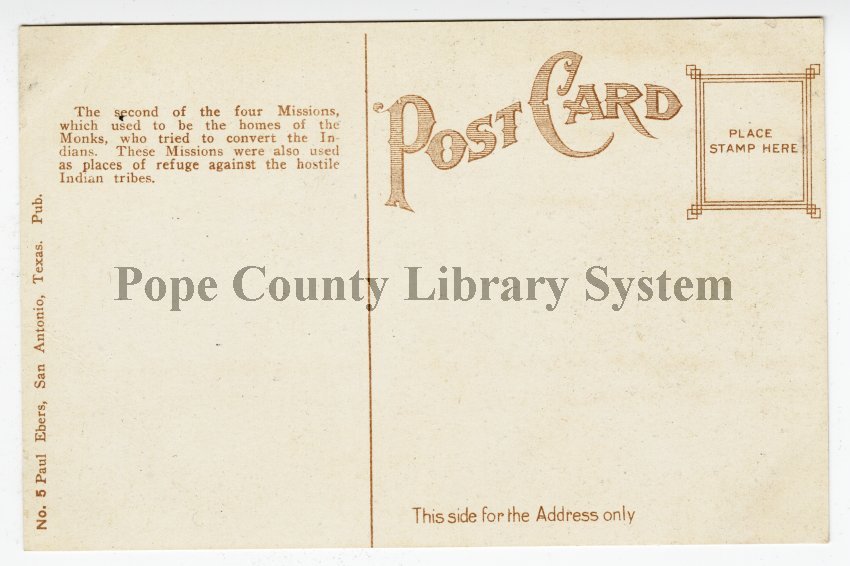 The second of the four Missions,
which used to be the homes of the
Monks, who tried to convert the In-
dians. These Missions were also used
as places of refuge against the hostile
Indian tribes.
No. 5 Paul Ebers, San Antonio, Texas. Pub.
POST CARD
PLACE
STAMP HERE
Pope County Library System
This side for the Address only